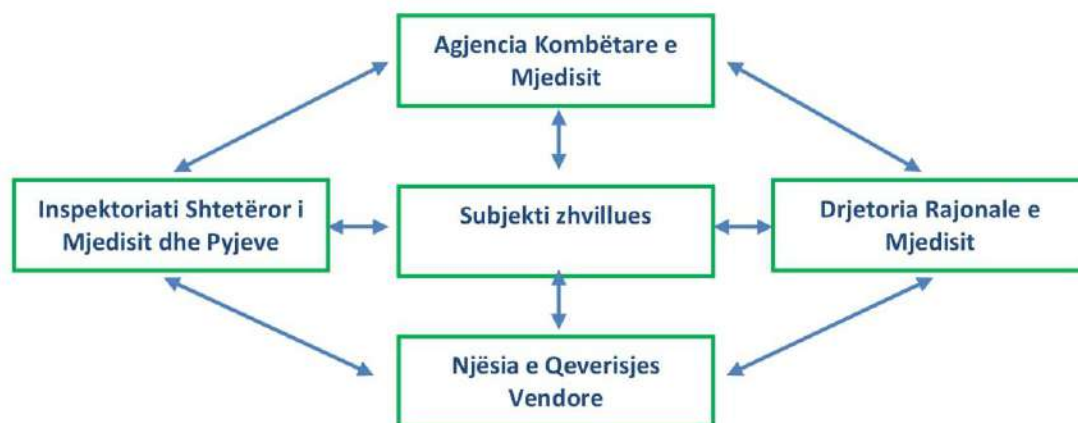 Agjencia Kombëtare e
Mjedisit
Inspektoriati Shtetëror i
Mjedisit dhe Pyjeve
Subjekti zhvillues
Drjetoria Rajonale e
Mjedisit
Njësia e Qeverisjes
Vendore